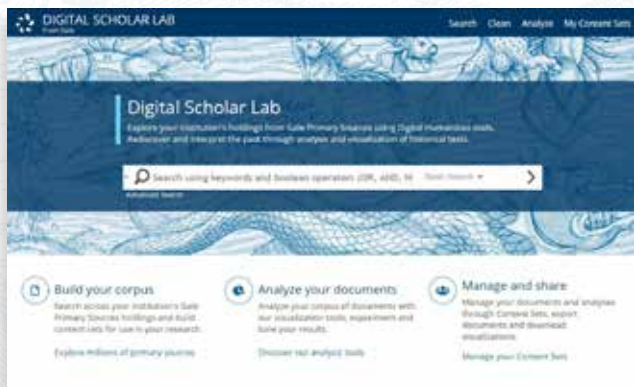 DIGITAL SCHOLAR LAB
From Gale
Search Clean Analyze My Content Sets
Digital Scholar Lab
Explore your institution's holdings from Gale Primary Sources using Digital Humanities tools.
Rediscover and interpret the past through analysis and visualization of historical texts.
Search using keywords and boolean operators (OR, AND, N Basic Search
Advanced Search
Build your corpus
Search across your institution's Gale
Primary Sources holdings and build
content sets for use in your research.
Explore millions of primary sources
Analyze your documents
Analyze your corpus of documents with
our visualization tools; experiment and
tune your results.
Discover our analysis tools
Manage and share
Manage your documents and analyses
through Content Sets, export
documents and download
visualizations.
Manage your Content Sets